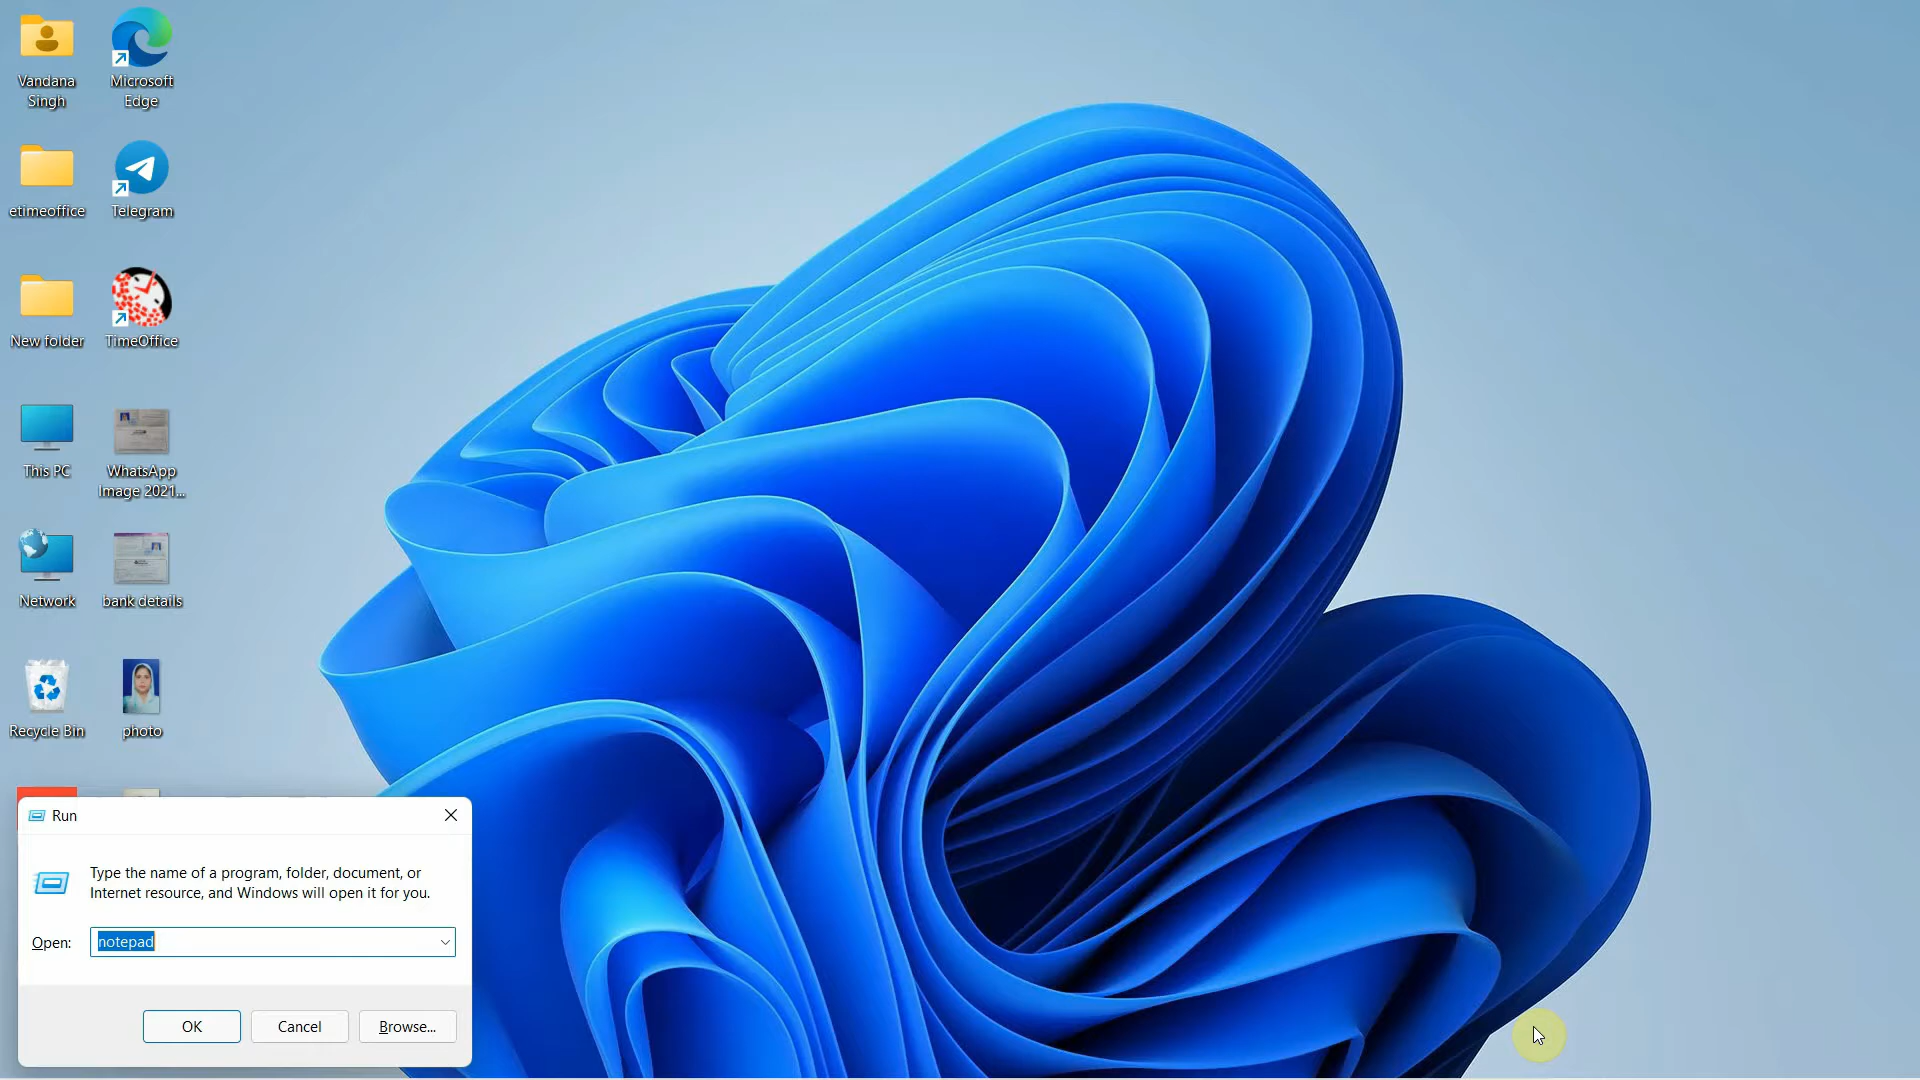 Vandana
Singh
Microsoft
Edge
etimeoffice
Telegram
New folder
TimeOffice
This PC
WhatsApp
Image 2021...
Network
bank details
Recycle Bin
photo
Run
Type the name of a program, folder, document, or
Internet resource, and Windows will open it for you.
Open:
notepad
OK
Cancel
Browse...